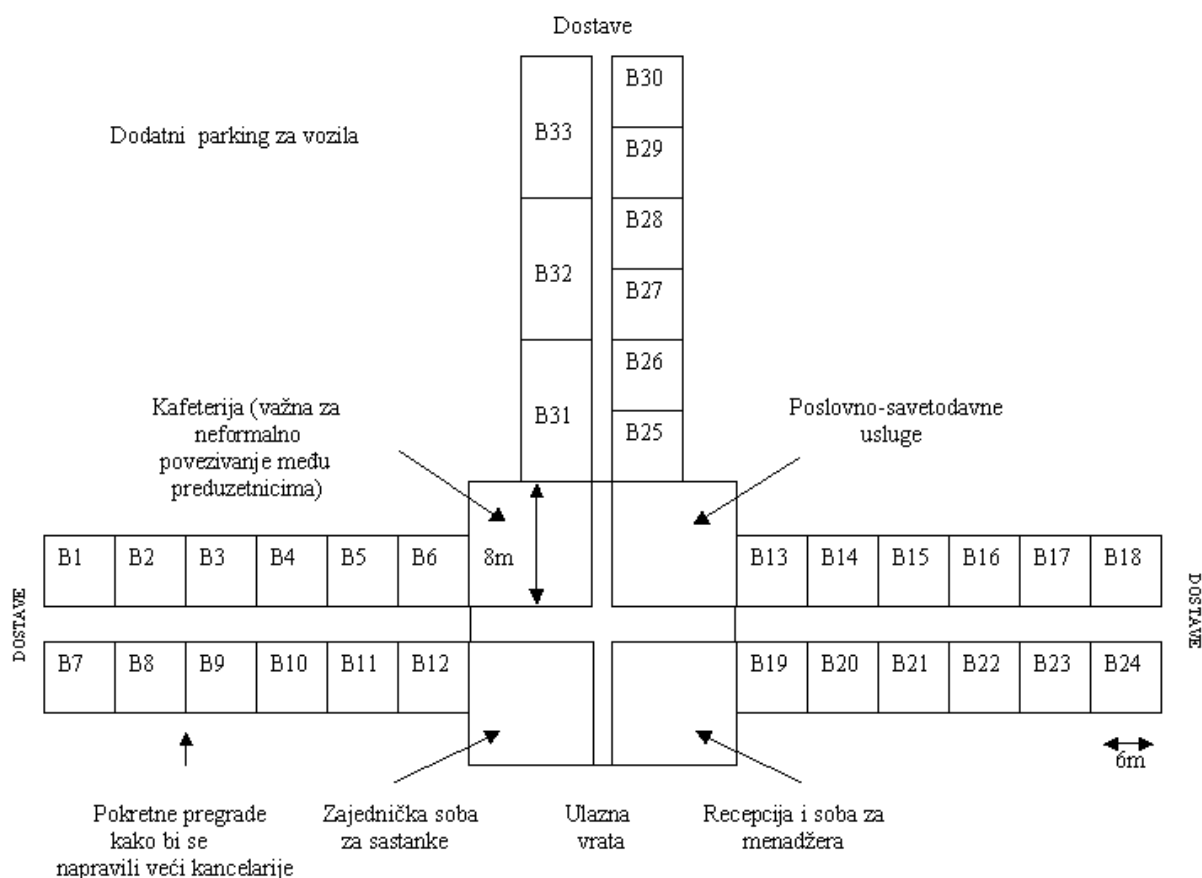 Dostave
Dodatni parking za vozila
B33
B30
B29
B32
B28
B27
B31
B26
B25
Kafeterija (važna za
neformalno
povezivanje među
preduzetnicima)
Poslovno-savetodavne
usluge
DOSTAVE
B1 B2 B3 B4 B5 B6
8m
B13 B14 B15 B16 B17 B18
DOSTAVE
B7 B8 B9 B10 B11 B12
B19 B20 B21 B22 B23 B24
6m
Pokretne pregrade
kako bi se
napravili veći kancelarije
Zajednička soba
za sastanke
Ulazna
vrata
Recepcija i soba za
menadžera